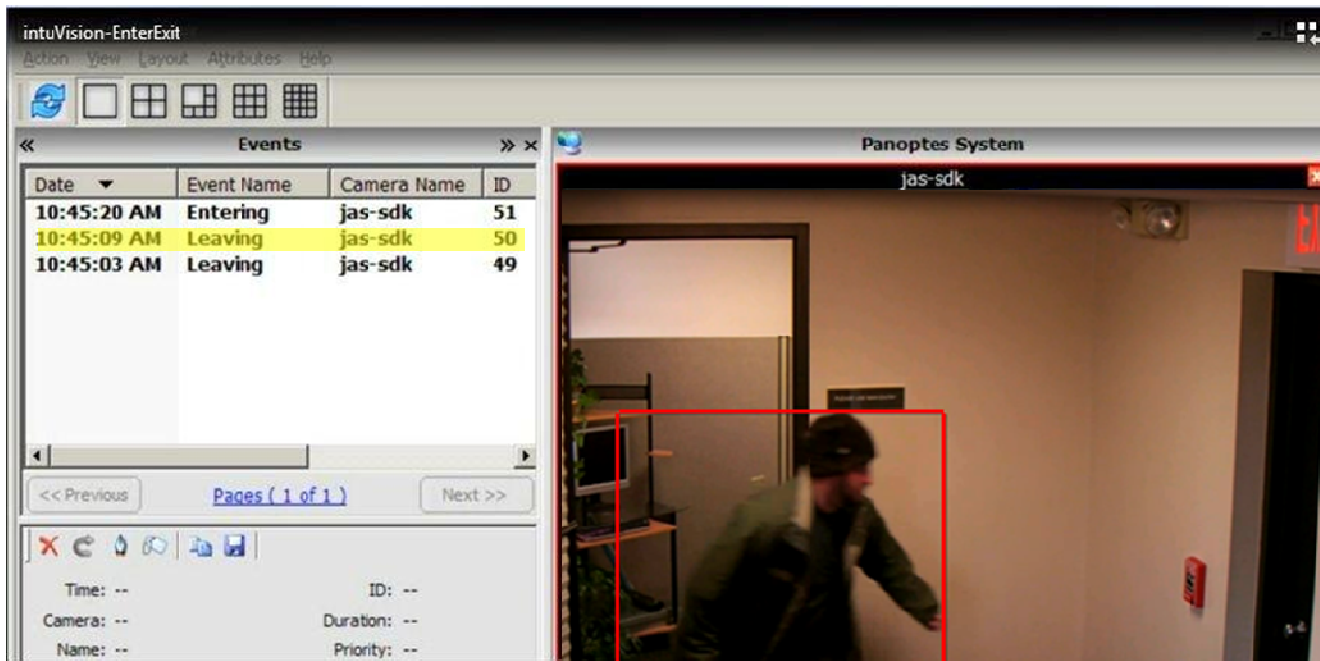 intuVision-EnterExit
Action View Layout Attributes Help
Events
Panoptes System
Date Event Name Camera Name ID
jas-sdk
10:45:20 AM Entering jas-sdk 51
10:45:09 AM Leaving jas-sdk 50
10:45:03 AM Leaving jas-sdk 49
<< Previous Pages ( 1 of 1 ) Next >>
Time: -- ID: --
Camera: -- Duration: --
Name: -- Priority: --